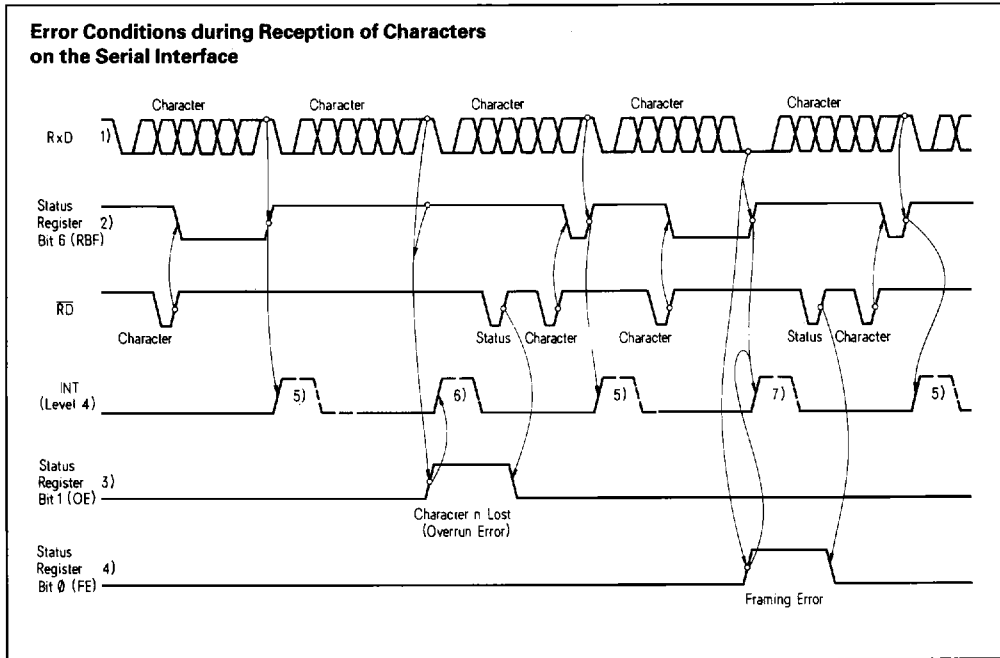 Error Conditions during Reception of Characters
on the Serial Interface
Character Character Character Character Character
RxD 1)
Status
Register 2)
Bit 6 (RBF)
RD
Character Status Character Character Status Character
INT
(Level 4)
5) 6) 5) 7) 5)
Status
Register 3)
Bit 1 (OE)
Character n Lost
(Overrun Error)
Status
Register 4)
Bit 0 (FE)
Framing Error